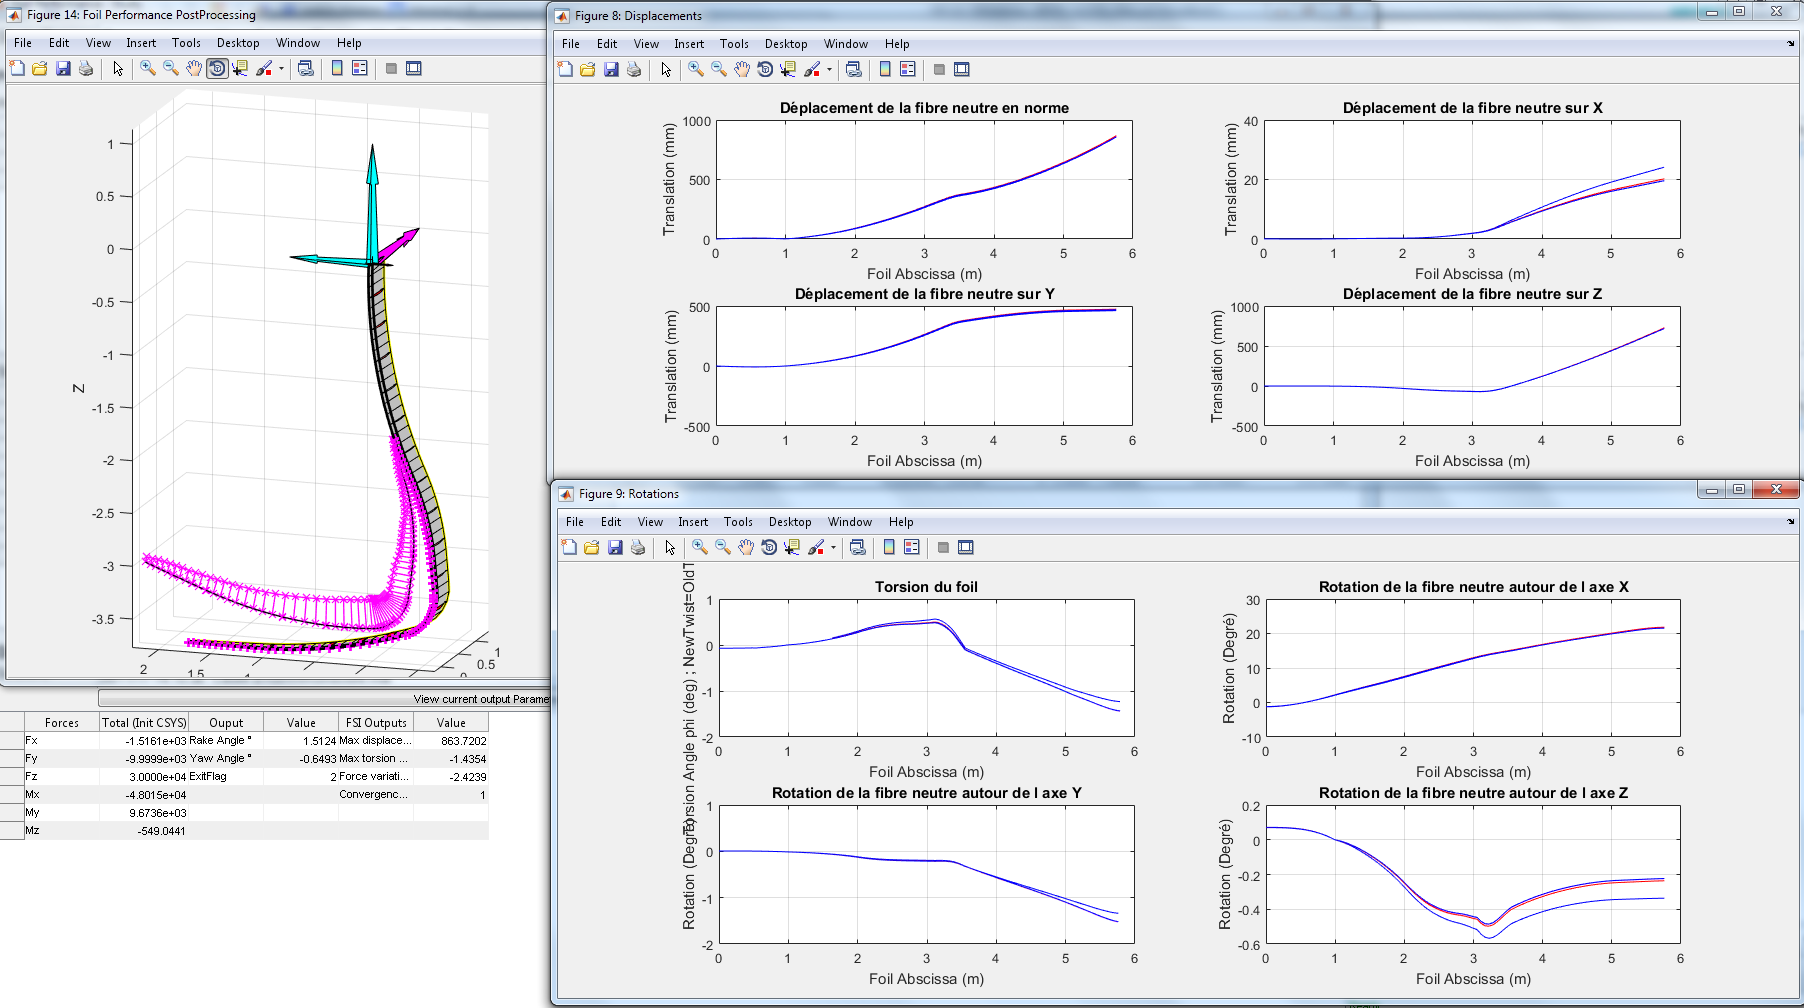 Figure 14: Foil Performance PostProcessing
File Edit View Insert Tools Desktop Window Help
1
0.5
0
-0.5
-1
-1.5
-2
-2.5
-3
-3.5
Z
2
1.5
1
0.5
0
View current output Parame
Forces Total (Init CSYS) Ouput Value FSI Outputs Value
Fx -1.5161e+03 Rake Angle ° 1.5124 Max displace... 863.7202
Fy -9.9999e+03 Yaw Angle ° -0.6493 Max torsion ... -1.4354
Fz 3.0000e+04 ExitFlag 2 Force variati... -2.4239
Mx -4.8015e+04 Convergenc... 1
My 9.6736e+03
Mz -549.0441
Figure 8: Displacements
File Edit View Insert Tools Desktop Window Help
Déplacement de la fibre neutre en norme
Translation (mm)
1000
500
0
0 1 2 3 4 5 6
Foil Abscissa (m)
Déplacement de la fibre neutre sur X
Translation (mm)
40
20
0
0 1 2 3 4 5 6
Foil Abscissa (m)
Déplacement de la fibre neutre sur Y
Translation (mm)
500
0
-500
0 1 2 3 4 5 6
Foil Abscissa (m)
Déplacement de la fibre neutre sur Z
Translation (mm)
1000
500
0
-500
0 1 2 3 4 5 6
Foil Abscissa (m)
Figure 9: Rotations
File Edit View Insert Tools Desktop Window Help
Torsion du foil
Torsion Angle phi (deg) ; NewTwist=OldT
1
0
-1
-2
0 1 2 3 4 5 6
Foil Abscissa (m)
Rotation de la fibre neutre autour de l axe X
Rotation (Degré)
30
20
10
0
-10
0 1 2 3 4 5 6
Foil Abscissa (m)
Rotation de la fibre neutre autour de l axe Y
Rotation (Degré)
1
0
-1
-2
0 1 2 3 4 5 6
Foil Abscissa (m)
Rotation de la fibre neutre autour de l axe Z
Rotation (Degré)
0.2
0
-0.2
-0.4
-0.6
0 1 2 3 4 5 6
Foil Abscissa (m)